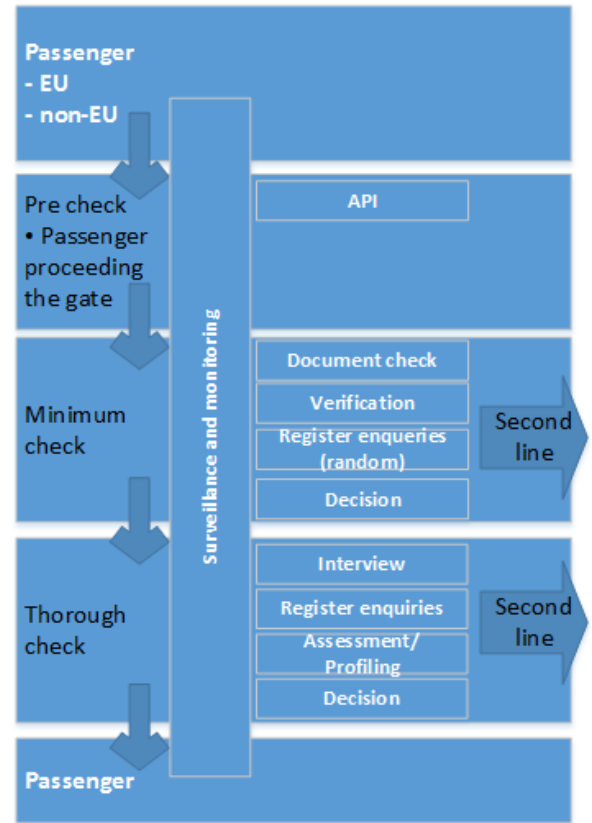 Passenger
- EU
- non-EU
Pre check
• Passenger
proceeding
the gate
API
Surveillance and monitoring
Minimum
check
Document check
Verification
Register enqueries
(random)
Decision
Second
line
Thorough
check
Interview
Register enquiries
Assessment/
Profiling
Decision
Second
line
Passenger